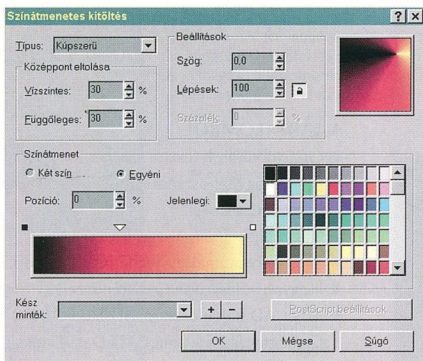 Színátmenetes kitöltés
Típus: Kúpszerű
Középpont eltolása
Vízszintes: 30 %
Függőleges: 30 %
Beállítások
Szög: 0,0
Lépések: 100
Százalék: 0 %
Színátmenet
Két szín ...
Egyéni
Pozíció: 0 %
Jelenlegi:
Kész
minták:
+ −
PostScript beállítások
OK Mégse Súgó